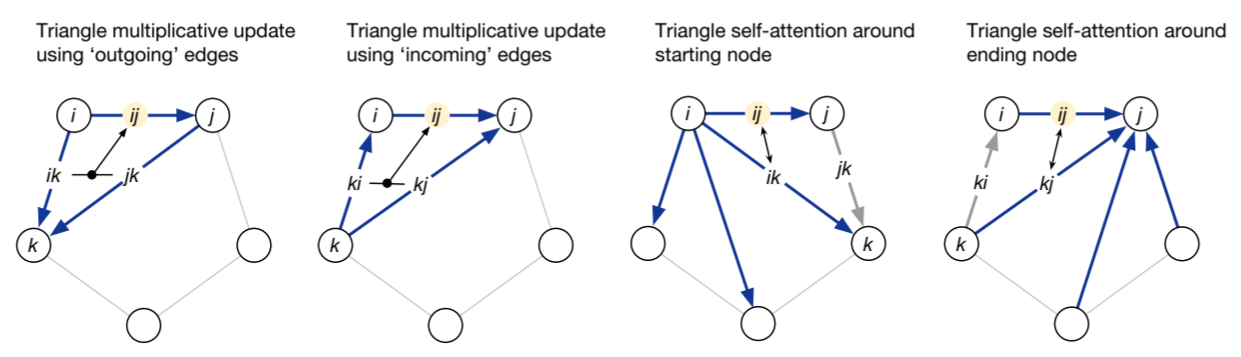 Triangle multiplicative update
using ‘outgoing’ edges
Triangle multiplicative update
using ‘incoming’ edges
Triangle self-attention around
starting node
Triangle self-attention around
ending node
i
ij
j
ik
jk
k
i
ij
j
ki
kj
k
i
ij
j
ik
jk
k
i
ij
j
ki
kj
k